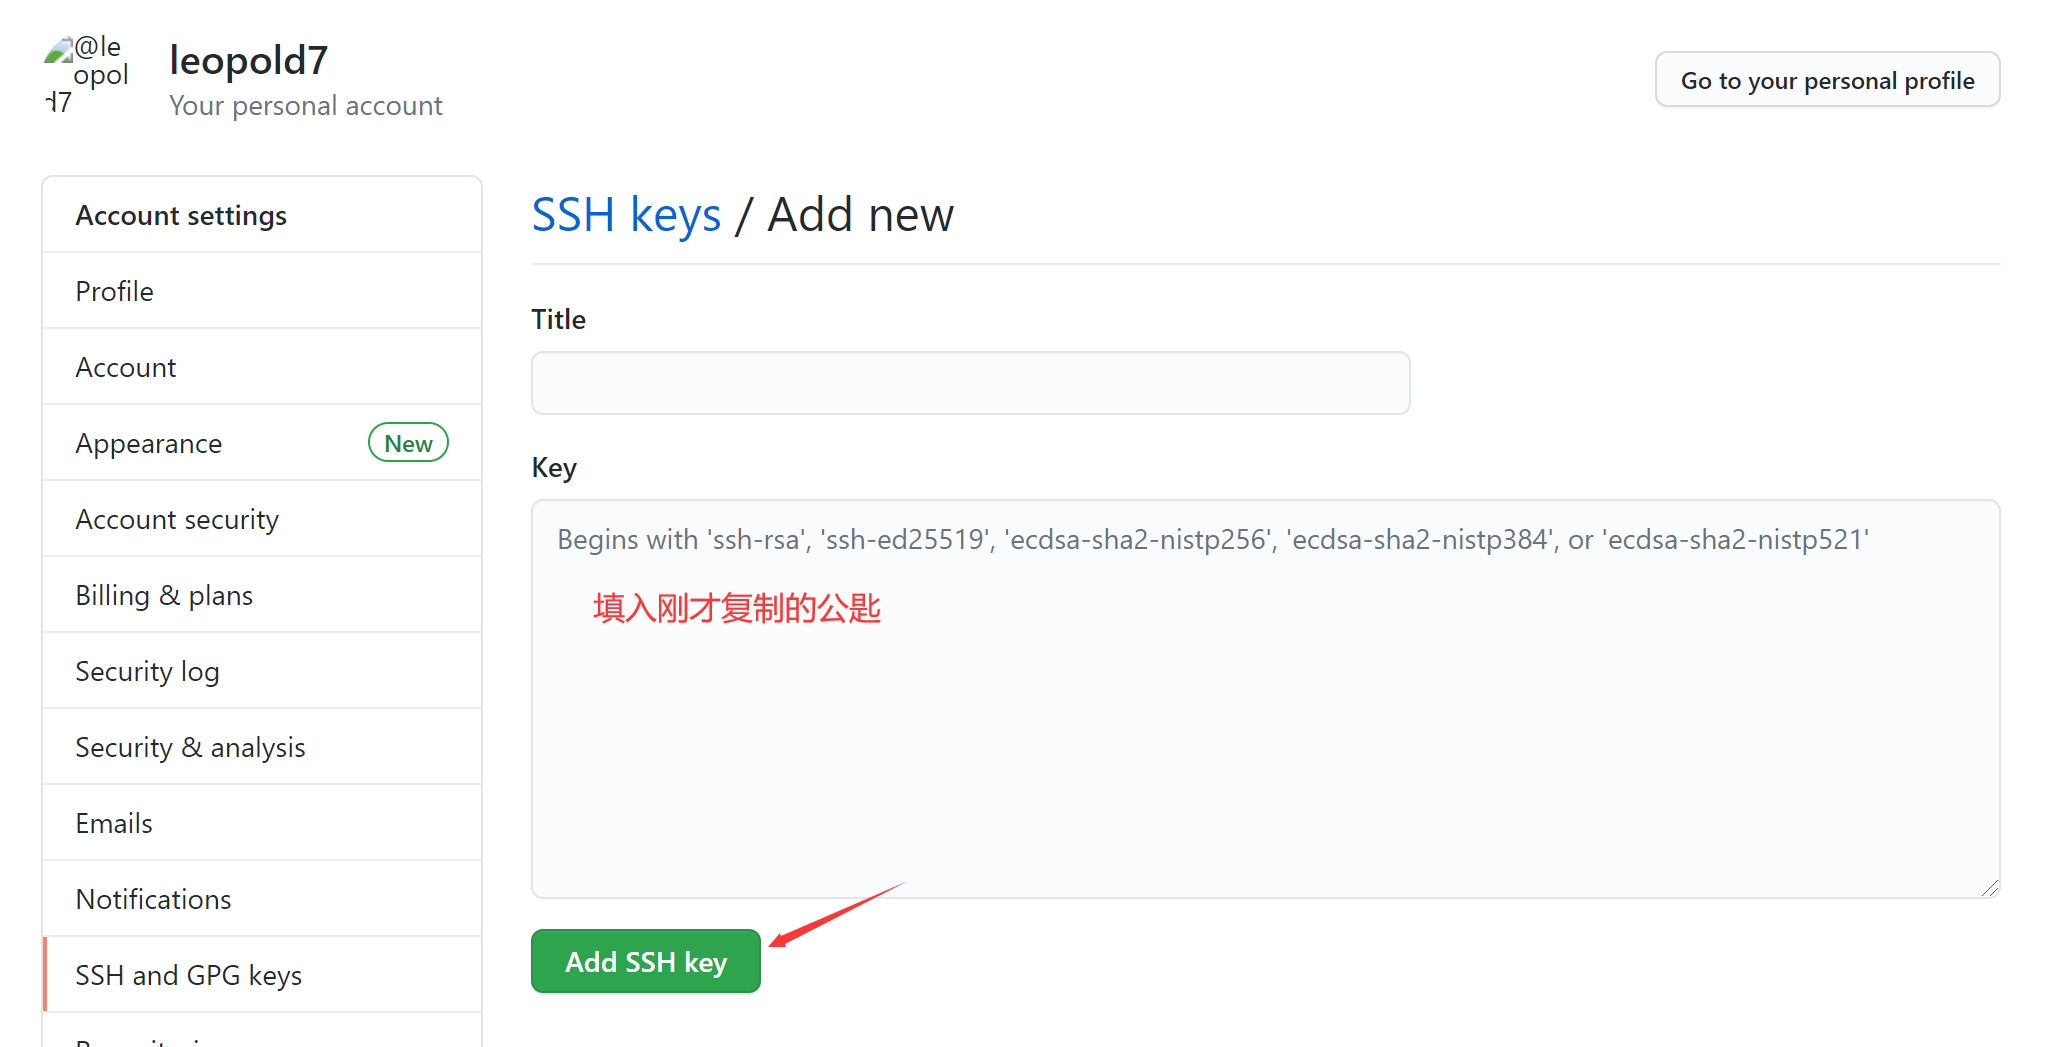 @le
opol
d7
leopold7
Your personal account
Go to your personal profile
Account settings
Profile
Account
Appearance
New
Account security
Billing & plans
Security log
Security & analysis
Emails
Notifications
SSH and GPG keys
SSH keys / Add new
Title
Key
Begins with 'ssh-rsa', 'ssh-ed25519', 'ecdsa-sha2-nistp256', 'ecdsa-sha2-nistp384', or 'ecdsa-sha2-nistp521'
填入刚才复制的公匙
Add SSH key